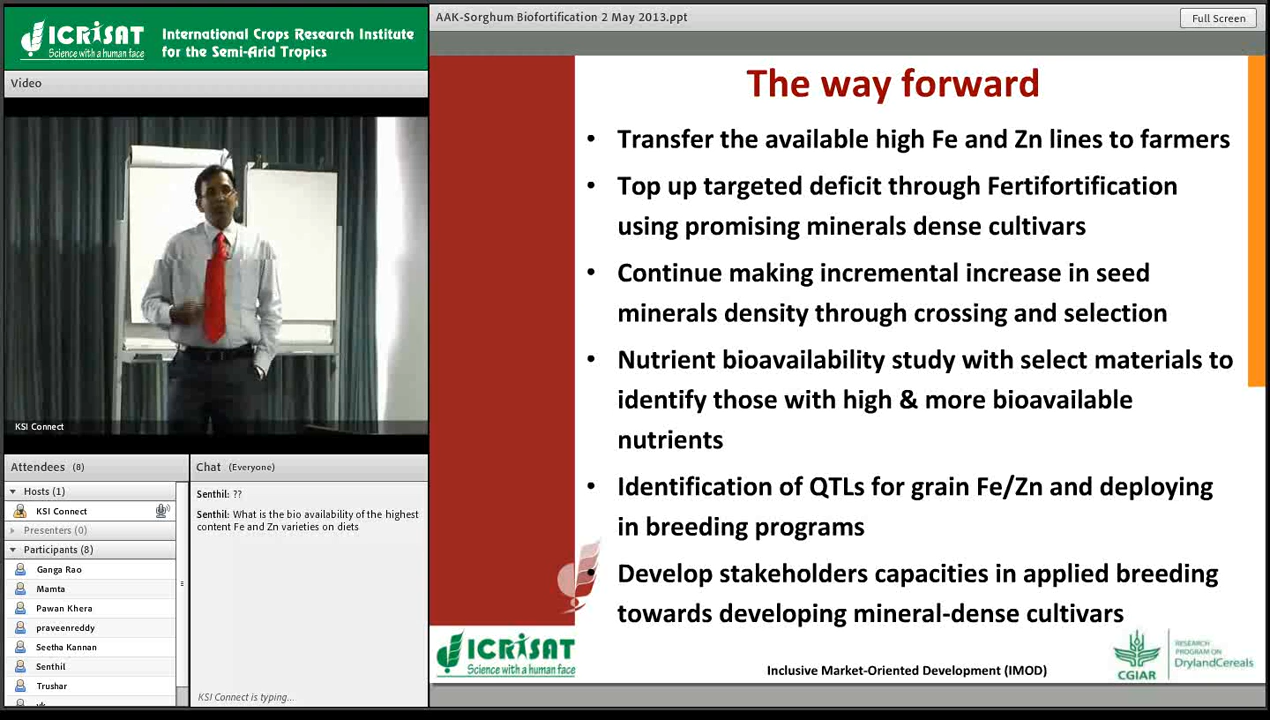 ICRISAT
Science with a human face
International Crops Research Institute
for the Semi-Arid Tropics
Video
KSI Connect
Attendees (8)
Hosts (1)
KSI Connect
Presenters (0)
Participants (8)
Ganga Rao
Mamta
Pawan Khera
praveenreddy
Seetha Kannan
Senthil
Trushar
Chat (Everyone)
Senthil: ??
Senthil: What is the bio availability of the highest
content Fe and Zn varieties on diets
KSI Connect is typing...
AAK-Sorghum Biofortification 2 May 2013.ppt
Full Screen
The way forward
• Transfer the available high Fe and Zn lines to farmers
• Top up targeted deficit through Fertifortification
using promising minerals dense cultivars
• Continue making incremental increase in seed
minerals density through crossing and selection
• Nutrient bioavailability study with select materials to
identify those with high & more bioavailable
nutrients
• Identification of QTLs for grain Fe/Zn and deploying
in breeding programs
• Develop stakeholders capacities in applied breeding
towards developing mineral-dense cultivars
ICRISAT
Science with a human face
Inclusive Market-Oriented Development (IMOD)
CGIAR
RESEARCH
PROGRAM ON
DrylandCereals